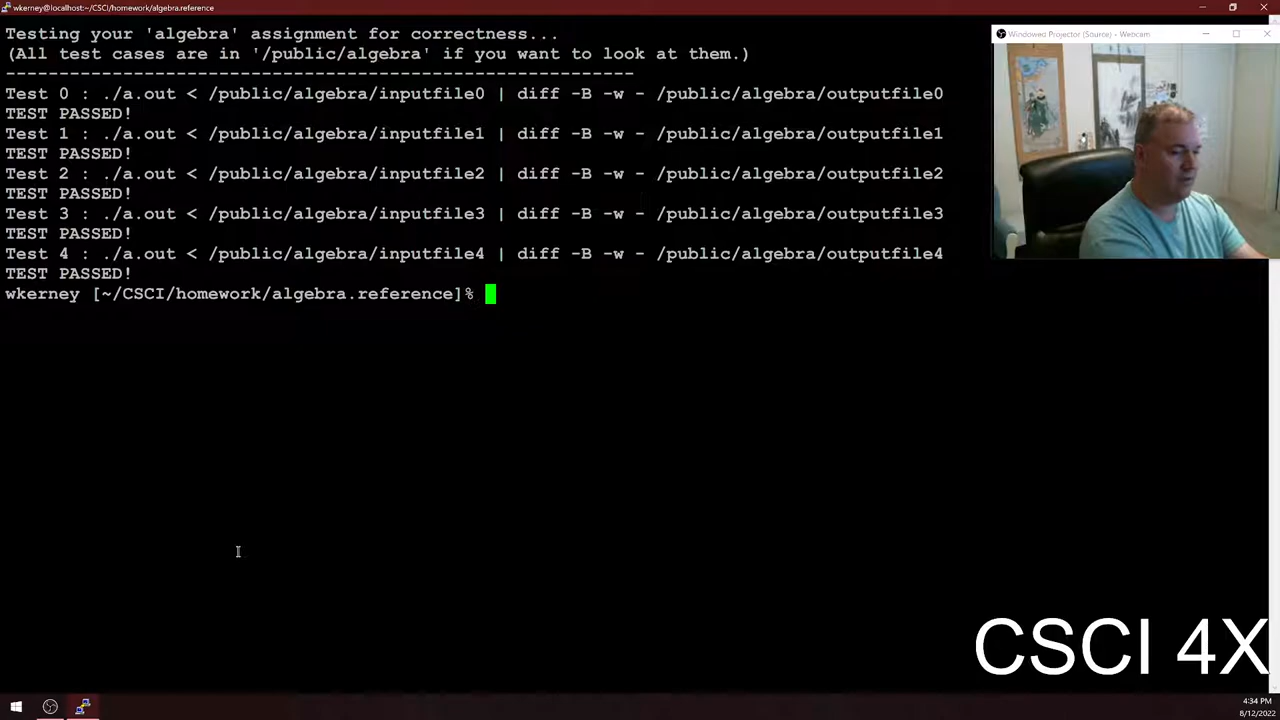 wkerney@localhost:~/CSCI/homework/algebra.reference
Testing your 'algebra' assignment for correctness...
(All test cases are in '/public/algebra' if you want to look at them.)
----------------------------------------------------------------------
Test 0 : ./a.out < /public/algebra/inputfile0 | diff -B -w - /public/algebra/outputfile0
TEST PASSED!
Test 1 : ./a.out < /public/algebra/inputfile1 | diff -B -w - /public/algebra/outputfile1
TEST PASSED!
Test 2 : ./a.out < /public/algebra/inputfile2 | diff -B -w - /public/algebra/outputfile2
TEST PASSED!
Test 3 : ./a.out < /public/algebra/inputfile3 | diff -B -w - /public/algebra/outputfile3
TEST PASSED!
Test 4 : ./a.out < /public/algebra/inputfile4 | diff -B -w - /public/algebra/outputfile4
TEST PASSED!
wkerney [~/CSCI/homework/algebra.reference]%
Windowed Projector (Source) - Webcam
CSCI 4X
4:34 PM
8/12/2022